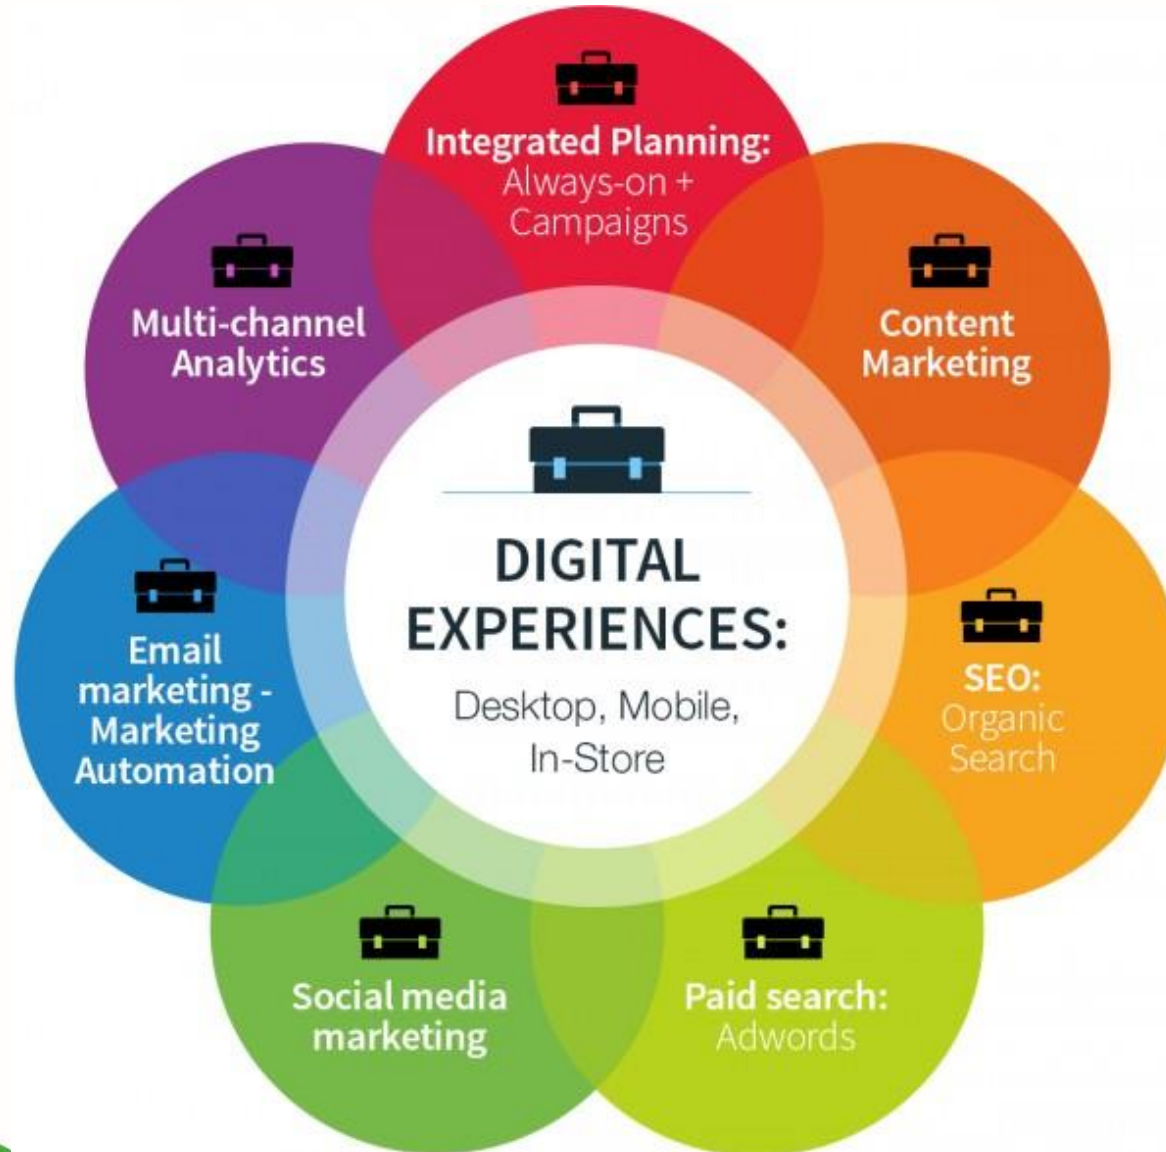 Integrated Planning:
Always-on +
Campaigns
Content
Marketing
SEO:
Organic
Search
Paid search:
Adwords
Social media
marketing
Email
marketing -
Marketing
Automation
Multi-channel
Analytics
DIGITAL
EXPERIENCES:
Desktop, Mobile,
In-Store